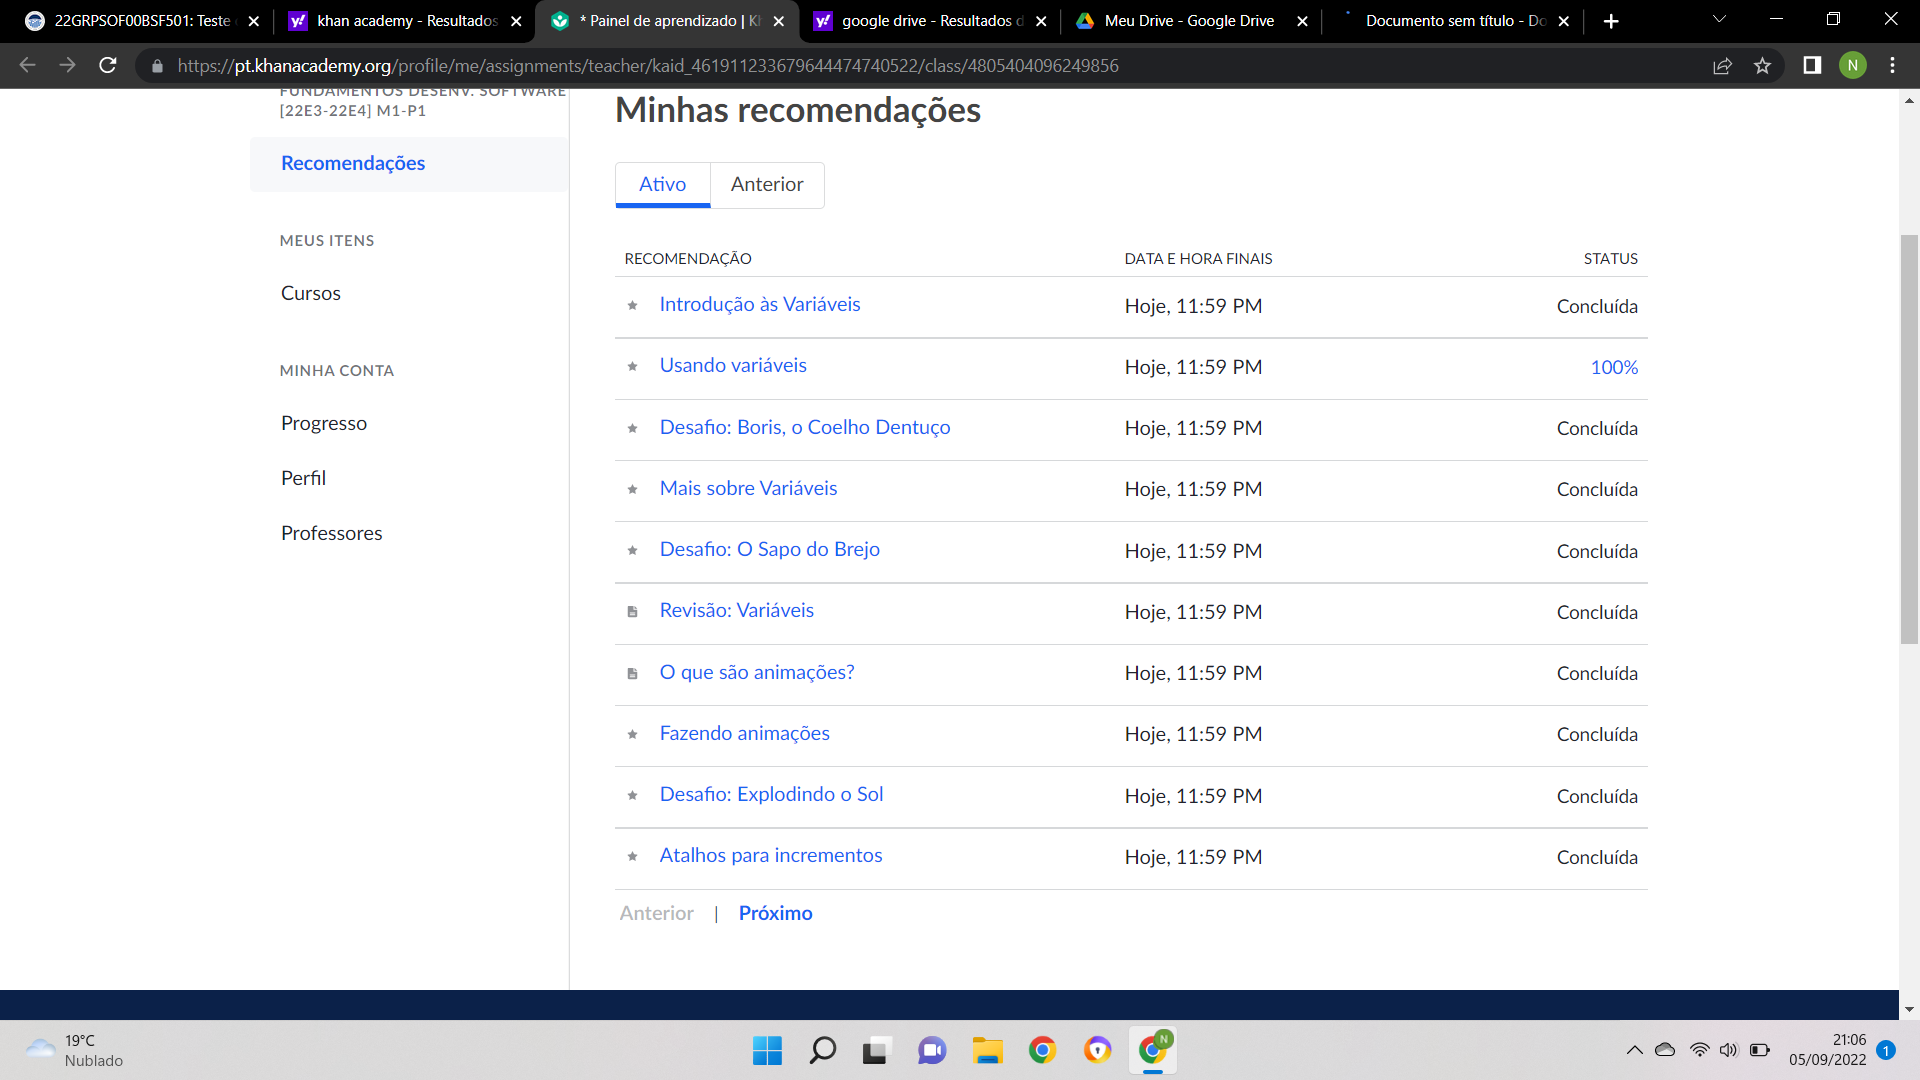 22GRPSOF00BSF501: Teste
khan academy - Resultados
* Painel de aprendizado | Kh
google drive - Resultados d
Meu Drive - Google Drive
Documento sem título - Do
https://pt.khanacademy.org/profile/me/assignments/teacher/kaid_461911233679644474740522/class/4805404096249856
N
FUNDAMENTOS DESENV. SOFTWARE
[22E3-22E4] M1-P1
Recomendações
MEUS ITENS
Cursos
MINHA CONTA
Progresso
Perfil
Professores
Minhas recomendações
Ativo Anterior
RECOMENDAÇÃO DATA E HORA FINAIS STATUS
Introdução às Variáveis Hoje, 11:59 PM Concluída
Usando variáveis Hoje, 11:59 PM 100%
Desafio: Boris, o Coelho Dentuço Hoje, 11:59 PM Concluída
Mais sobre Variáveis Hoje, 11:59 PM Concluída
Desafio: O Sapo do Brejo Hoje, 11:59 PM Concluída
Revisão: Variáveis Hoje, 11:59 PM Concluída
O que são animações? Hoje, 11:59 PM Concluída
Fazendo animações Hoje, 11:59 PM Concluída
Desafio: Explodindo o Sol Hoje, 11:59 PM Concluída
Atalhos para incrementos Hoje, 11:59 PM Concluída
Anterior | Próximo
19°C
Nublado
N
21:06
05/09/2022
1